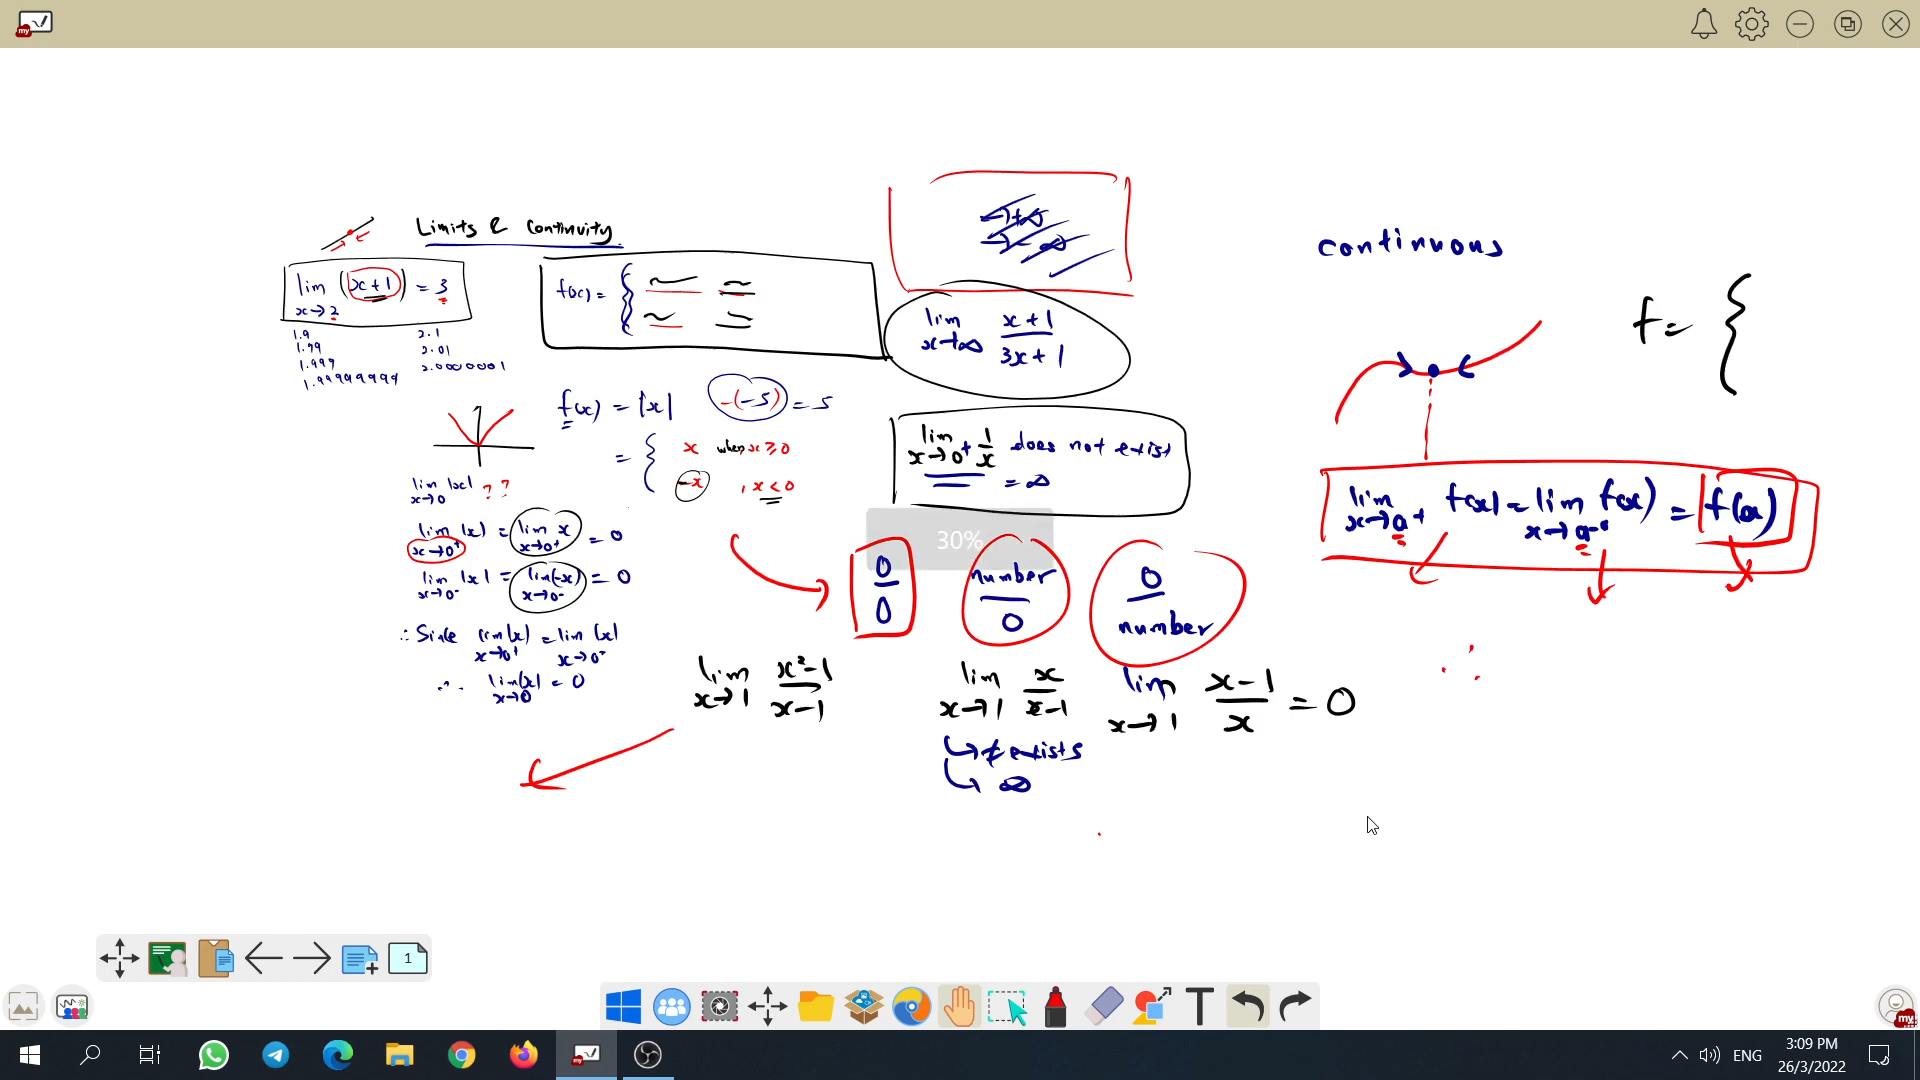 Limits & Continuity
lim (x+1) = 3
x→2
1.9 2.1
1.99 2.01
1.999 2.0000001
1.99999999
f(x) = {
→+∞
→-∞
lim x+1
x→∞ 3x+1
f(x) = |x| -(-5) = 5
= { x when x ≥ 0
-x , x < 0
lim 1 does not exist
x→0+ x
= ∞
lim |x| ??
x→0
lim |x| = lim x = 0
x→0+ x→0+
lim |x| = lim(-x) = 0
x→0- x→0-
∴ Since lim|x| = lim |x|
x→0+ x→0-
∴ lim|x| = 0
x→0
30%
0
0
number
0
0
number
lim x²-1
x→1 x-1
lim x
x→1 x-1
↳ ∄ exists
↳ ∞
lim x-1 = 0
x→1 x
continuous
f = {
lim f(x) = lim f(x) = f(a)
x→a+ x→a-
∴
1
T
my
ENG
3:09 PM
26/3/2022